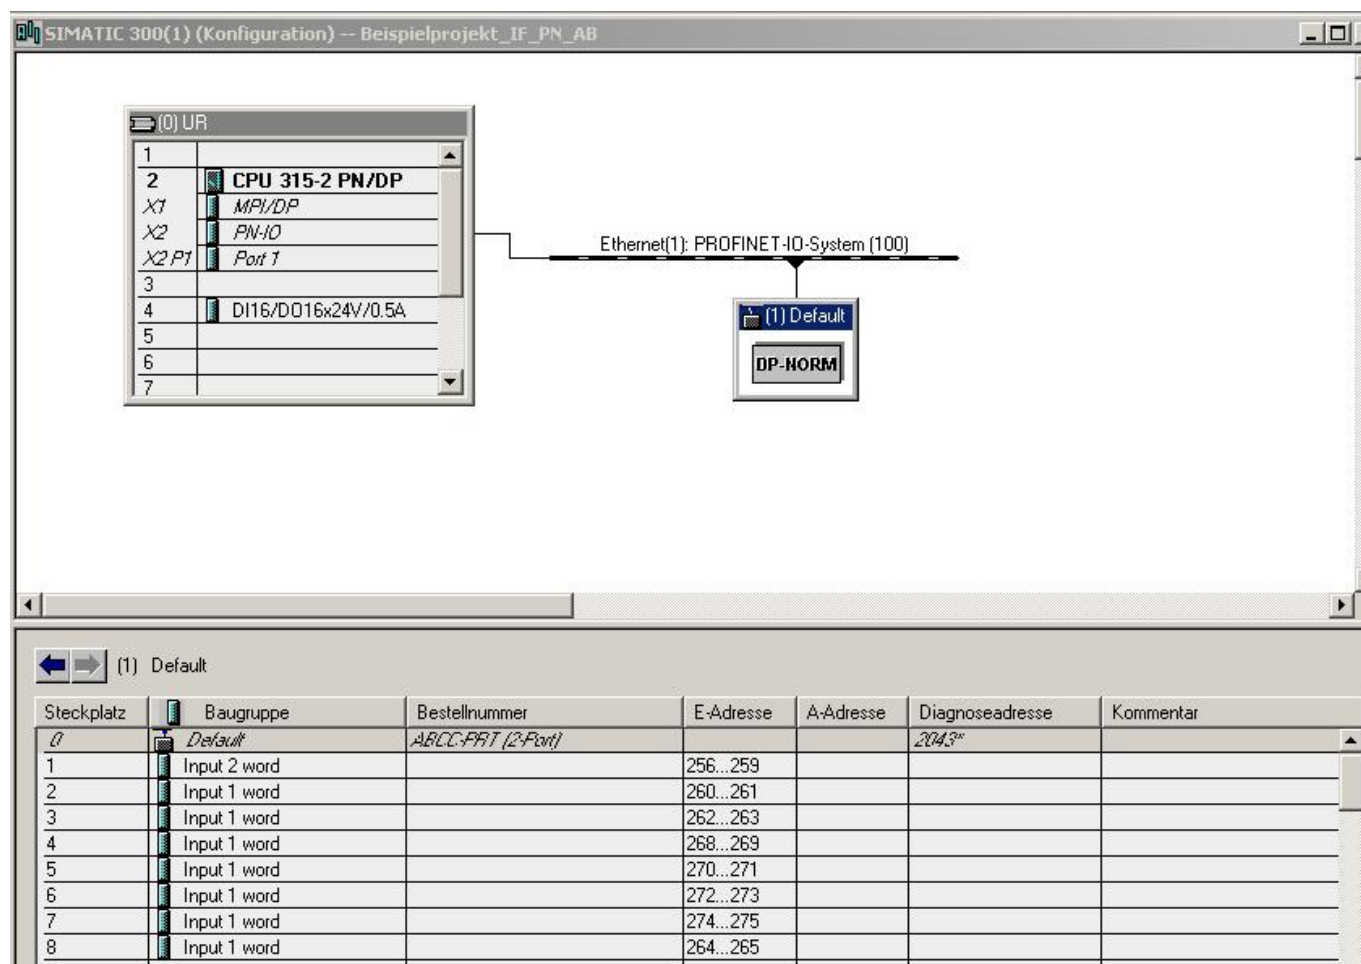 SIMATIC 300(1) (Konfiguration) -- Beispielprojekt_IF_PN_AB
(0) UR
1
2 CPU 315-2 PN/DP
X1 MPI/DP
X2 PN-IO
X2 P1 Port 1
3
4 DI16/DO16x24V/0.5A
5
6
7
Ethernet(1): PROFINET-IO-System (100)
(1) Default
DP-NORM
(1) Default
Steckplatz Baugruppe Bestellnummer E-Adresse A-Adresse Diagnoseadresse Kommentar
0 Default ABCC-PRT (2-Port) 2043*
1 Input 2 word 256...259
2 Input 1 word 260...261
3 Input 1 word 262...263
4 Input 1 word 268...269
5 Input 1 word 270...271
6 Input 1 word 272...273
7 Input 1 word 274...275
8 Input 1 word 264...265